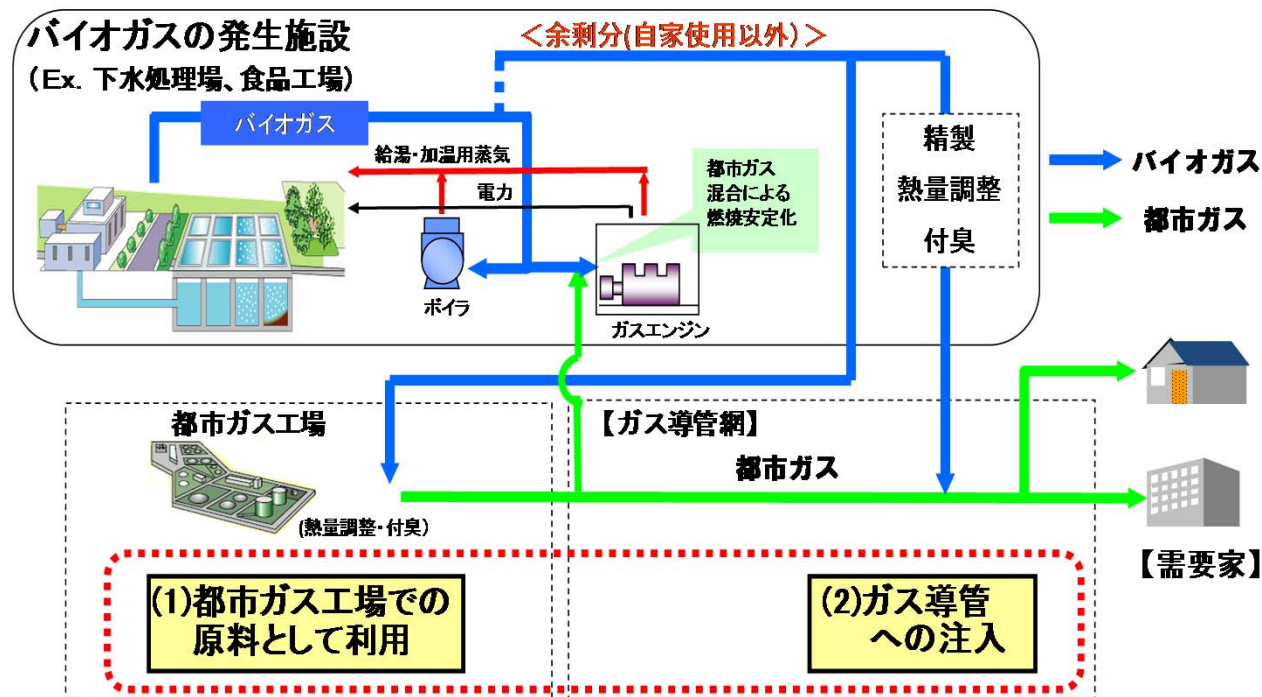 バイオガスの発生施設
（Ex. 下水処理場、食品工場）
＜余剰分(自家使用以外）＞
バイオガス
給湯・加温用蒸気
電力
都市ガス
混合による
燃焼安定化
ボイラ
ガスエンジン
精製
熱量調整
付臭
バイオガス
都市ガス
都市ガス工場
(熱量調整・付臭）
【ガス導管網】
都市ガス
【需要家】
(1)都市ガス工場での
原料として利用
(2)ガス導管
への注入